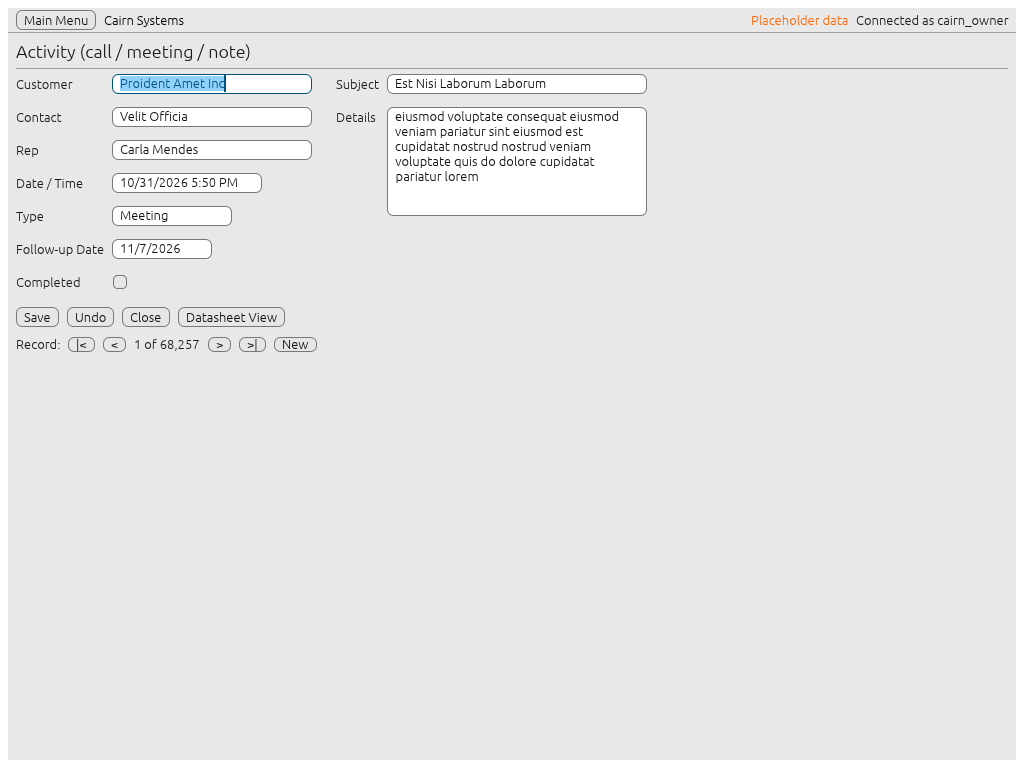 Main Menu Cairn Systems Placeholder data Connected as cairn_owner
Activity (call / meeting / note)
Customer Proident Amet Inc
Contact Velit Officia
Rep Carla Mendes
Date / Time 10/31/2026 5:50 PM
Type Meeting
Follow-up Date 11/7/2026
Completed
Subject Est Nisi Laborum Laborum
Details eiusmod voluptate consequat eiusmod
veniam pariatur sint eiusmod est
cupidatat nostrud nostrud veniam
voluptate quis do dolore cupidatat
pariatur lorem
Save Undo Close Datasheet View
Record: |< < 1 of 68,257 > >| New